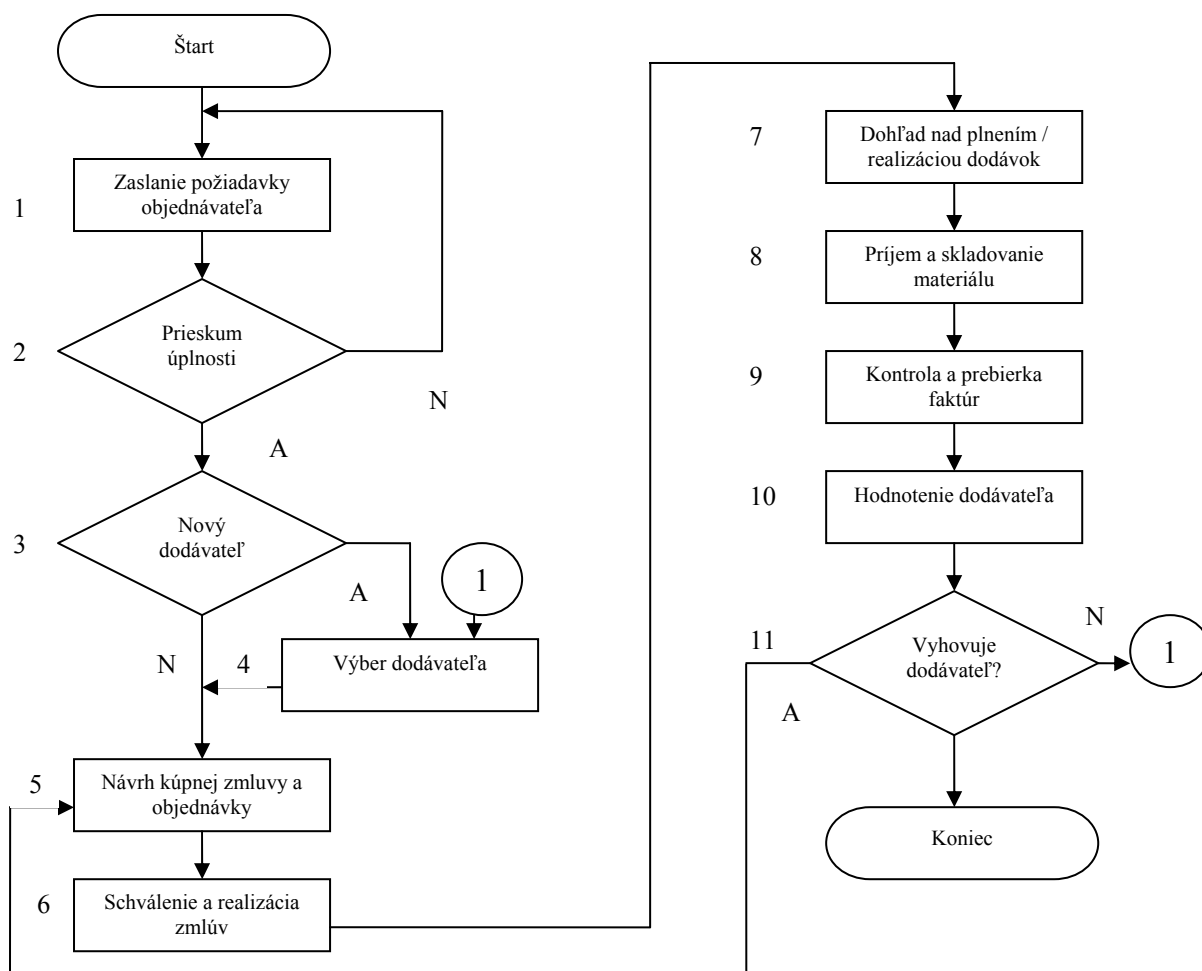 Štart
1
Zaslanie požiadavky
objednávateľa
2
Prieskum
úplnosti
N
A
3
Nový
dodávateľ
A
1
N
4
Výber dodávateľa
5
Návrh kúpnej zmluvy a
objednávky
6
Schválenie a realizácia
zmlúv
7
Dohľad nad plnením /
realizáciou dodávok
8
Príjem a skladovanie
materiálu
9
Kontrola a prebierka
faktúr
10
Hodnotenie dodávateľa
11
Vyhovuje
dodávateľ?
N
1
A
Koniec